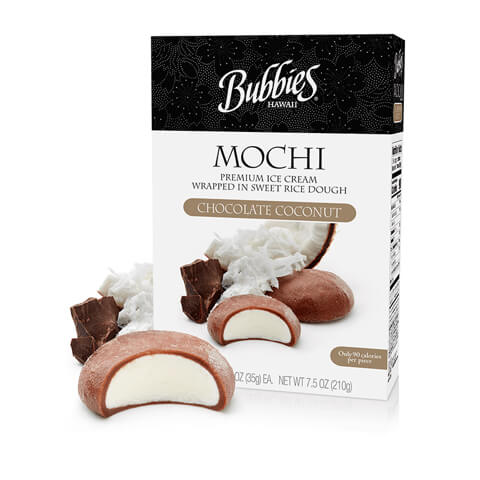 Bubbies®
HAWAII
MOCHI
PREMIUM ICE CREAM
WRAPPED IN SWEET RICE DOUGH
CHOCOLATE COCONUT
Only 90 calories
per piece
OZ (35g) EA. NET WT 7.5 OZ (210g)